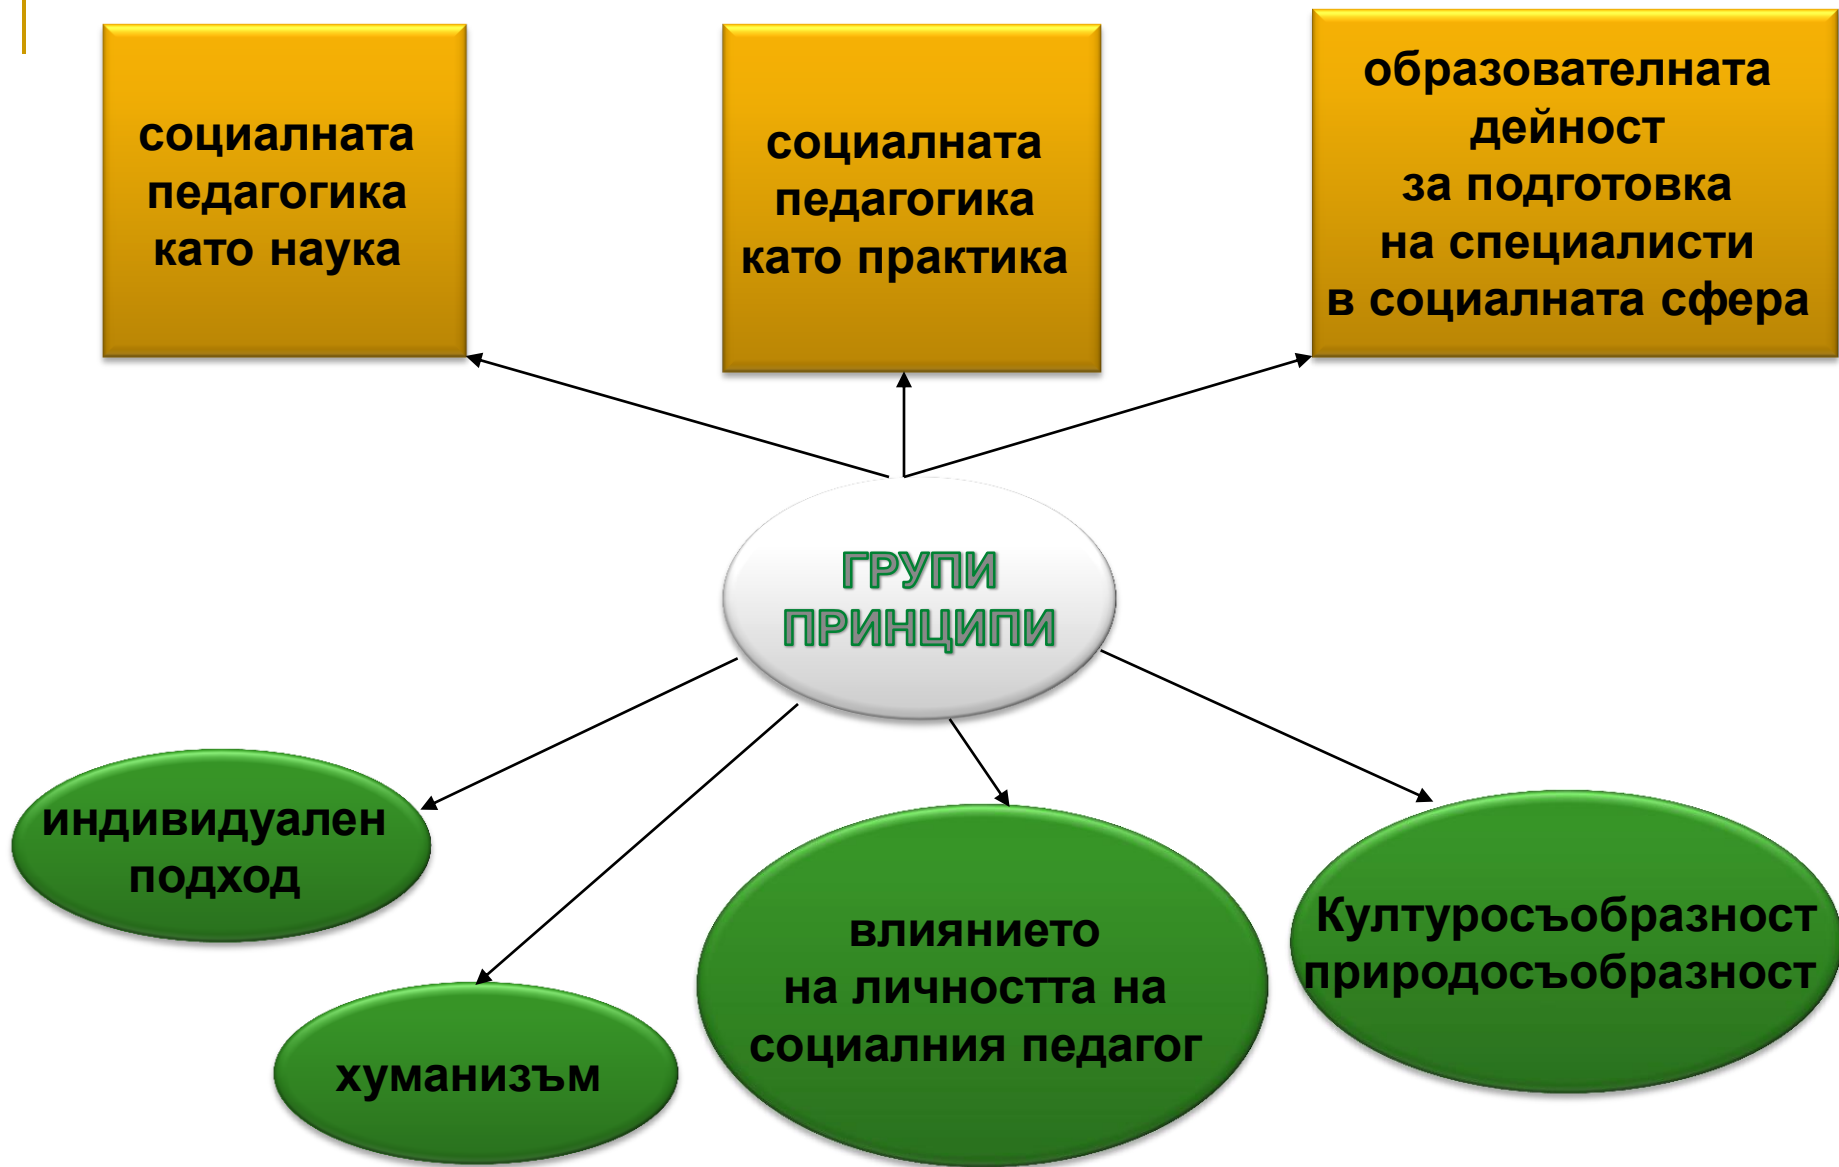 социалната
педагогика
като наука
социалната
педагогика
като практика
образователната
дейност
за подготовка
на специалисти
в социалната сфера
ГРУПИ
ПРИНЦИПИ
индивидуален
подход
хуманизъм
влиянието
на личността на
социалния педагог
Културосъобразност
природосъобразност